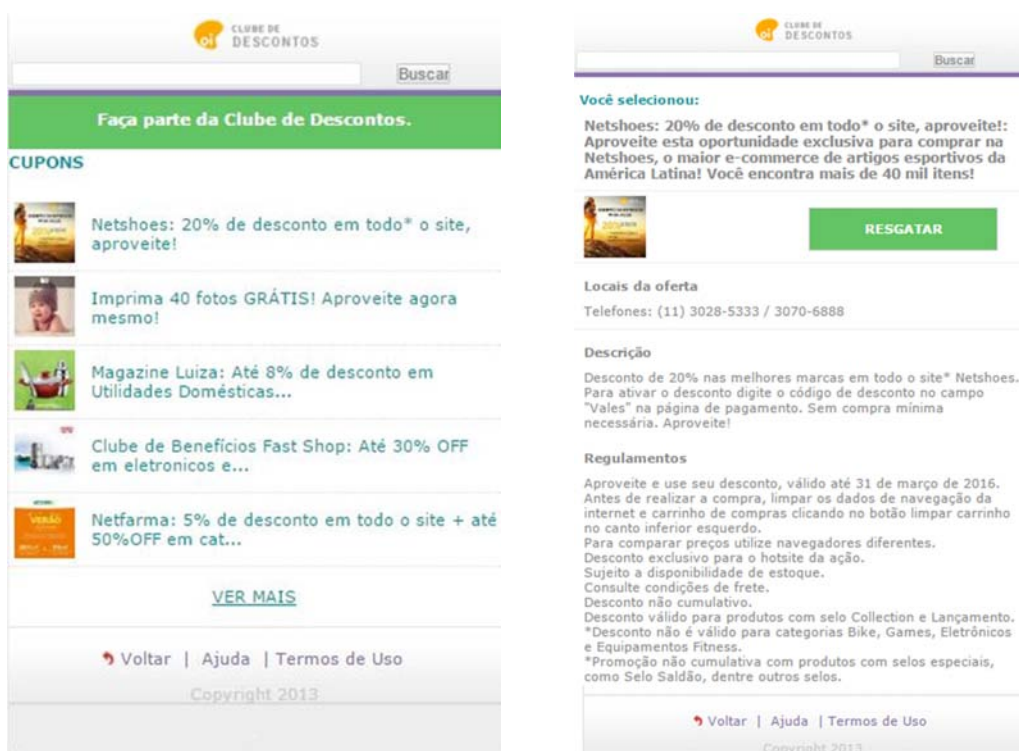 oi CLUBE DE
DESCONTOS
Buscar
Faça parte da Clube de Descontos.
CUPONS
Netshoes: 20% de desconto em todo* o site,
aproveite!
Imprima 40 fotos GRÁTIS! Aproveite agora
mesmo!
Magazine Luiza: Até 8% de desconto em
Utilidades Domésticas...
Clube de Benefícios Fast Shop: Até 30% OFF
em eletronicos e...
VERÃO
Netfarma: 5% de desconto em todo o site + até
50%OFF em cat...
VER MAIS
Voltar | Ajuda | Termos de Uso
Copyright 2013
oi CLUBE DE
DESCONTOS
Buscar
Você selecionou:
Netshoes: 20% de desconto em todo* o site, aproveite!:
Aproveite esta oportunidade exclusiva para comprar na
Netshoes, o maior e-commerce de artigos esportivos da
América Latina! Você encontra mais de 40 mil itens!
RESGATAR
Locais da oferta
Telefones: (11) 3028-5333 / 3070-6888
Descrição
Desconto de 20% nas melhores marcas em todo o site* Netshoes.
Para ativar o desconto digite o código de desconto no campo
"Vales" na página de pagamento. Sem compra mínima
necessária. Aproveite!
Regulamentos
Aproveite e use seu desconto, válido até 31 de março de 2016.
Antes de realizar a compra, limpar os dados de navegação da
internet e carrinho de compras clicando no botão limpar carrinho
no canto inferior esquerdo.
Para comparar preços utilize navegadores diferentes.
Desconto exclusivo para o hotsite da ação.
Sujeito a disponibilidade de estoque.
Consulte condições de frete.
Desconto não cumulativo.
Desconto válido para produtos com selo Collection e Lançamento.
*Desconto não é válido para categorias Bike, Games, Eletrônicos
e Equipamentos Fitness.
*Promoção não cumulativa com produtos com selos especiais,
como Selo Saldão, dentre outros selos.
Voltar | Ajuda | Termos de Uso
Copyright 2013